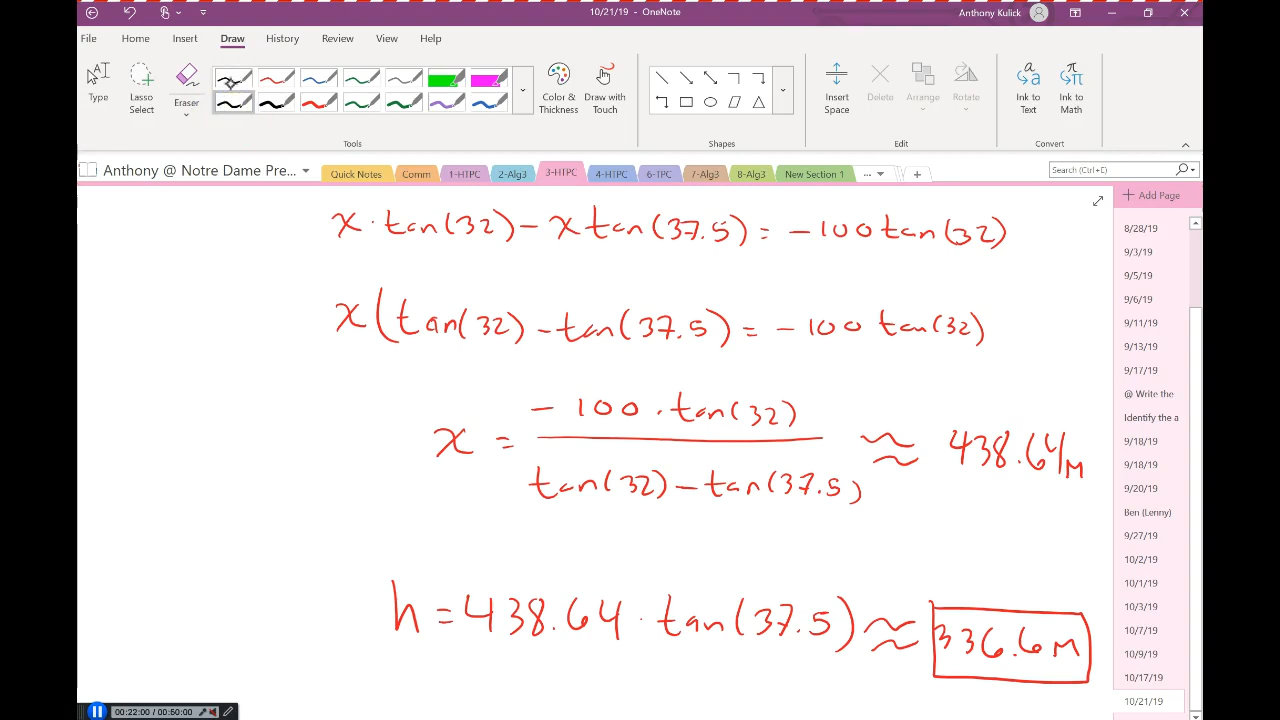 10/21/19 - OneNote
Anthony Kulick
File Home Insert Draw History Review View Help
Type
Lasso Select
Eraser
Color & Thickness
Draw with Touch
Insert Space
Delete
Arrange
Rotate
Ink to Text
Ink to Math
Tools
Shapes
Edit
Convert
Anthony @ Notre Dame Pre...
Quick Notes Comm 1-HTPC 2-Alg3 3-HTPC 4-HTPC 6-TPC 7-Alg3 8-Alg3 New Section 1 ... +
Search (Ctrl+E)
x · tan(32) - x tan(37.5) = -100 tan(32)
x(tan(32) - tan(37.5) = -100 tan(32)
x = -100 · tan(32) / tan(32) - tan(37.5) ≈ 438.64 M
h = 438.64 · tan(37.5) ≈ 336.6 M
Add Page
8/28/19
9/3/19
9/5/19
9/6/19
9/11/19
9/13/19
9/17/19
@ Write the
Identify the a
9/18/19
9/18/19
9/20/19
Ben (Lenny)
9/27/19
10/2/19
10/1/19
10/3/19
10/7/19
10/9/19
10/17/19
10/21/19
00:22:00 / 00:50:00